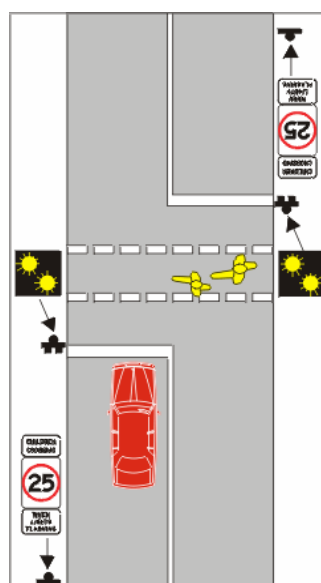 CHILDREN
CROSSING
25
WHEN
LIGHTS
FLASHING
CHILDREN
CROSSING
25
WHEN
LIGHTS
FLASHING